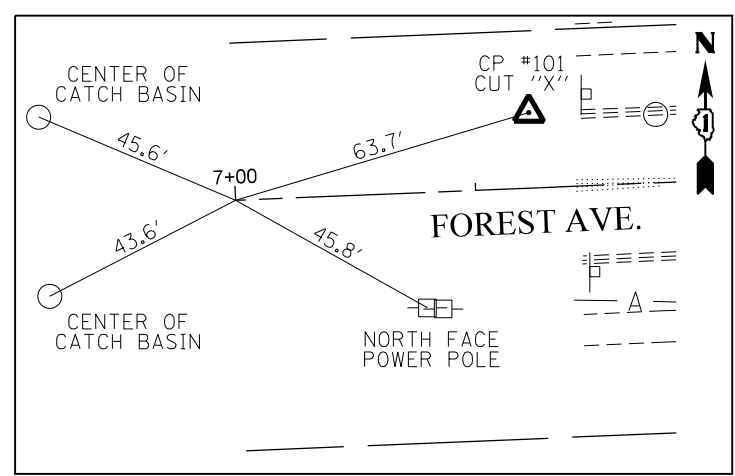 N
CP #101
CUT "X"
CENTER OF
CATCH BASIN
45.6'
63.7'
7+00
FOREST AVE.
43.6'
45.8'
CENTER OF
CATCH BASIN
NORTH FACE
POWER POLE
A
1